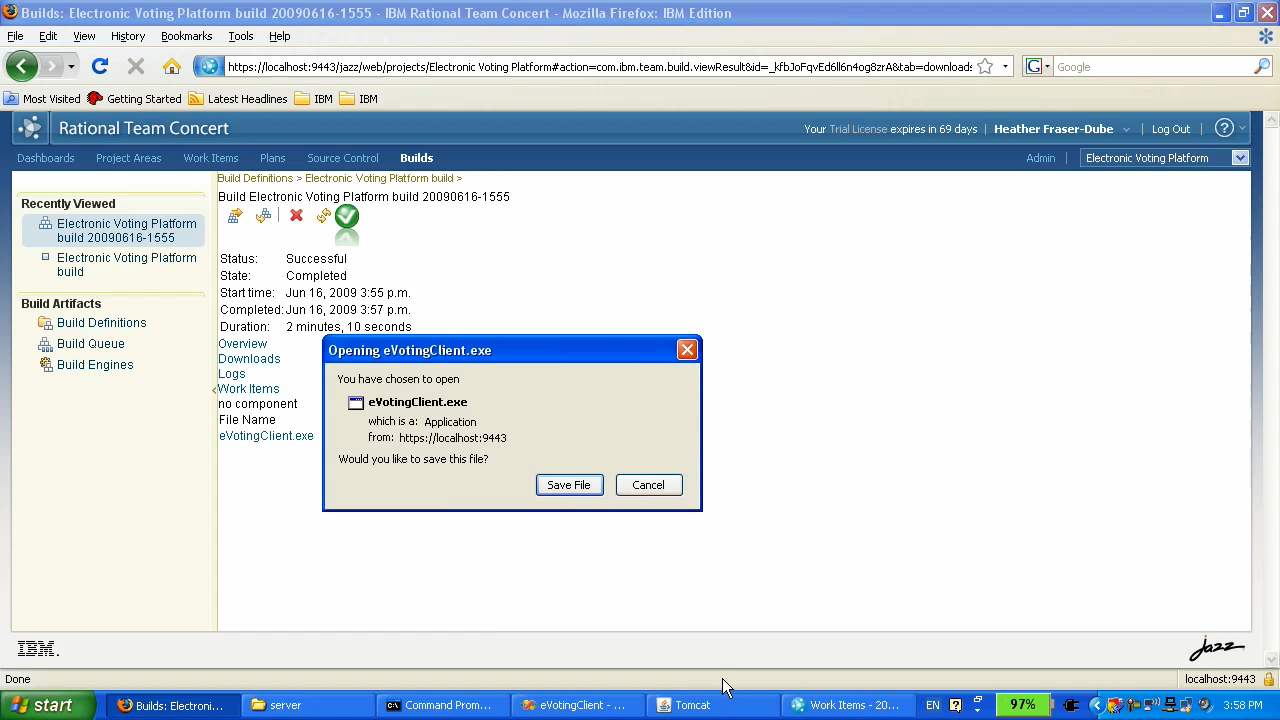 Builds: Electronic Voting Platform build 20090616-1555 - IBM Rational Team Concert - Mozilla Firefox: IBM Edition
File Edit View History Bookmarks Tools Help
https://localhost:9443/jazz/web/projects/Electronic Voting Platform#action=com.ibm.team.build.viewResult&id=_kfbJcFqvEd6ll6n4og8zrA&tab=downloads
Google
Most Visited Getting Started Latest Headlines IBM IBM
Rational Team Concert
Your Trial License expires in 69 days Heather Fraser-Dube Log Out ?
Dashboards Project Areas Work Items Plans Source Control Builds
Admin Electronic Voting Platform
Recently Viewed
Electronic Voting Platform
build 20090616-1555
Electronic Voting Platform
build
Build Artifacts
Build Definitions
Build Queue
Build Engines
Build Definitions > Electronic Voting Platform build >
Build Electronic Voting Platform build 20090616-1555
Status: Successful
State: Completed
Start time: Jun 16, 2009 3:55 p.m.
Completed: Jun 16, 2009 3:57 p.m.
Duration: 2 minutes, 10 seconds
Overview
Downloads
Logs
Work Items
no component
File Name
eVotingClient.exe
Opening eVotingClient.exe
You have chosen to open
eVotingClient.exe
which is a: Application
from: https://localhost:9443
Would you like to save this file?
Save File Cancel
IBM.
jazz
Done
localhost:9443
start
Builds: Electroni...
server
Command Prom...
eVotingClient - ...
Tomcat
Work Items - 20...
EN
97%
3:58 PM